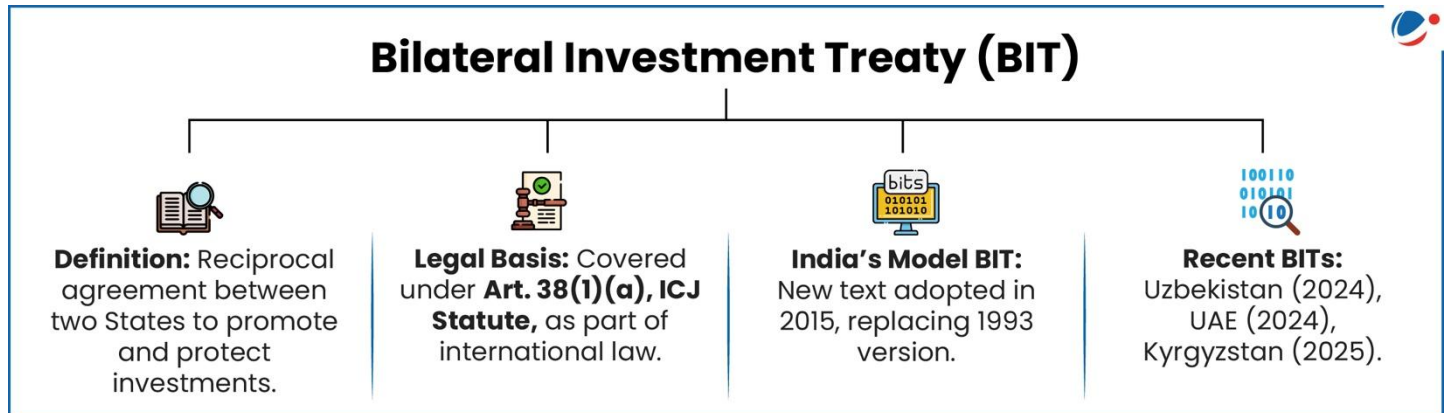 Bilateral Investment Treaty (BIT)
Definition: Reciprocal
agreement between
two States to promote
and protect
investments.
bits
010101
101010
Legal Basis: Covered
under Art. 38(1)(a), ICJ
Statute, as part of
international law.
India's Model BIT:
New text adopted in
2015, replacing 1993
version.
100110
010101
10 10
Recent BITs:
Uzbekistan (2024),
UAE (2024),
Kyrgyzstan (2025).